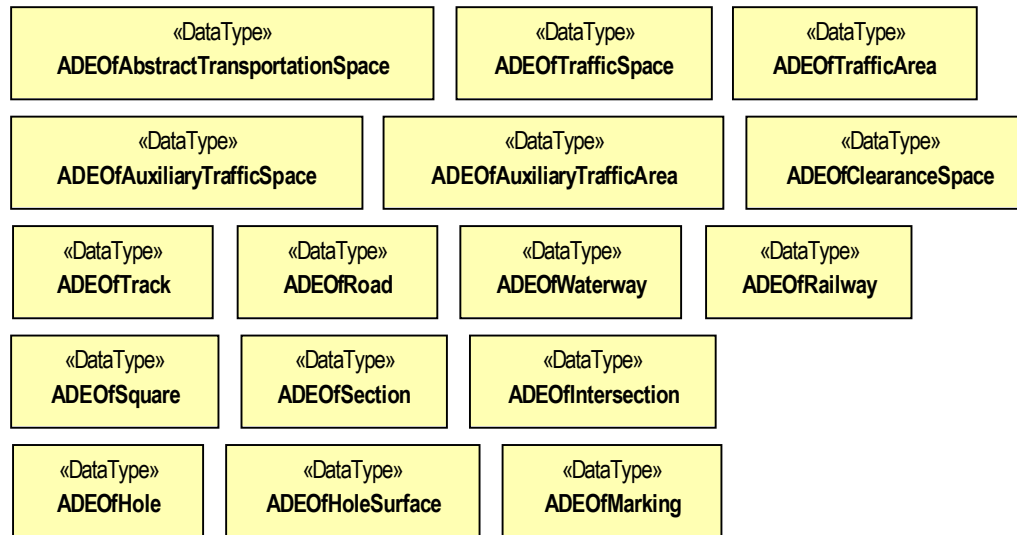 «DataType» «DataType» «DataType»
ADEOfAbstractTransportationSpace ADEOfTrafficSpace ADEOfTrafficArea
«DataType» «DataType» «DataType»
ADEOfAuxiliaryTrafficSpace ADEOfAuxiliaryTrafficArea ADEOfClearanceSpace
«DataType» «DataType» «DataType» «DataType»
ADEOfTrack ADEOfRoad ADEOfWaterway ADEOfRailway
«DataType» «DataType» «DataType»
ADEOfSquare ADEOfSection ADEOfIntersection
«DataType» «DataType» «DataType»
ADEOfHole ADEOfHoleSurface ADEOfMarking